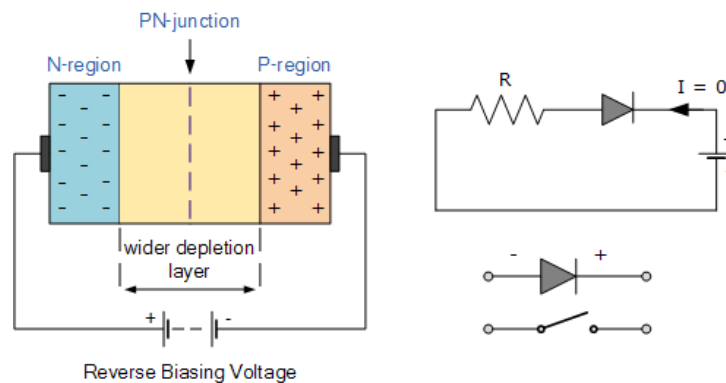 PN-junction
N-region
P-region
- - - - - - - - - - - - - -
+ + + + + + + + + + + + + +
wider depletion
layer
+ -
Reverse Biasing Voltage
R
I = 0
- +